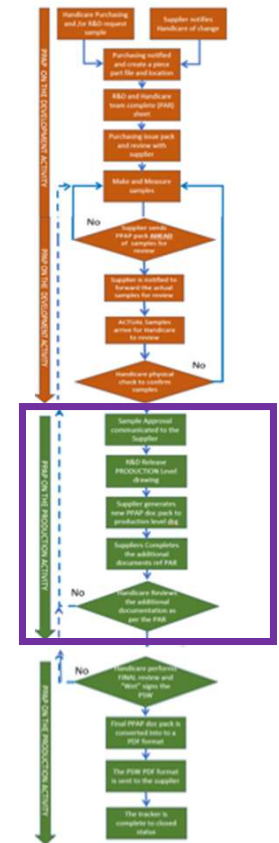 Handicare Purchasing
and/or R&D request
sample
Supplier notifies
Handicare of change
Purchasing notified
and create a piece
part file and location
R&D and Handicare
team complete (PAR)
sheet
Purchasing issue pack
and review with
supplier
Make and Measure
samples
No
Supplier sends
PPAP pack AHEAD
of samples for
review
Supplier is notified to
forward the actual
samples for review
ACTUAL Samples
arrive for Handicare
to review
No
Handicare physical
check to confirm
samples
PPAP ON THE DEVELOPMENT ACTIVITY
PPAP ON THE DEVELOPMENT ACTIVITY
Sample Approval
communicated to the
Supplier
R&D Release
PRODUCTION Level
drawing
Supplier generates
new PPAP doc pack to
production level dxg
Suppliers Completes
the additional
documents ref PAR
No
Handicare Reviews
the additional
documentation as
per the PAR
PPAP ON THE PRODUCTION ACTIVITY
No
Handicare performs
FINAL review and
"Wet" signs the
PSW
Final PPAP doc pack is
converted into to a
PDF format
The PSW PDF format
is sent to the supplier
The tracker is
complete to closed
status
PPAP ON THE PRODUCTION ACTIVITY